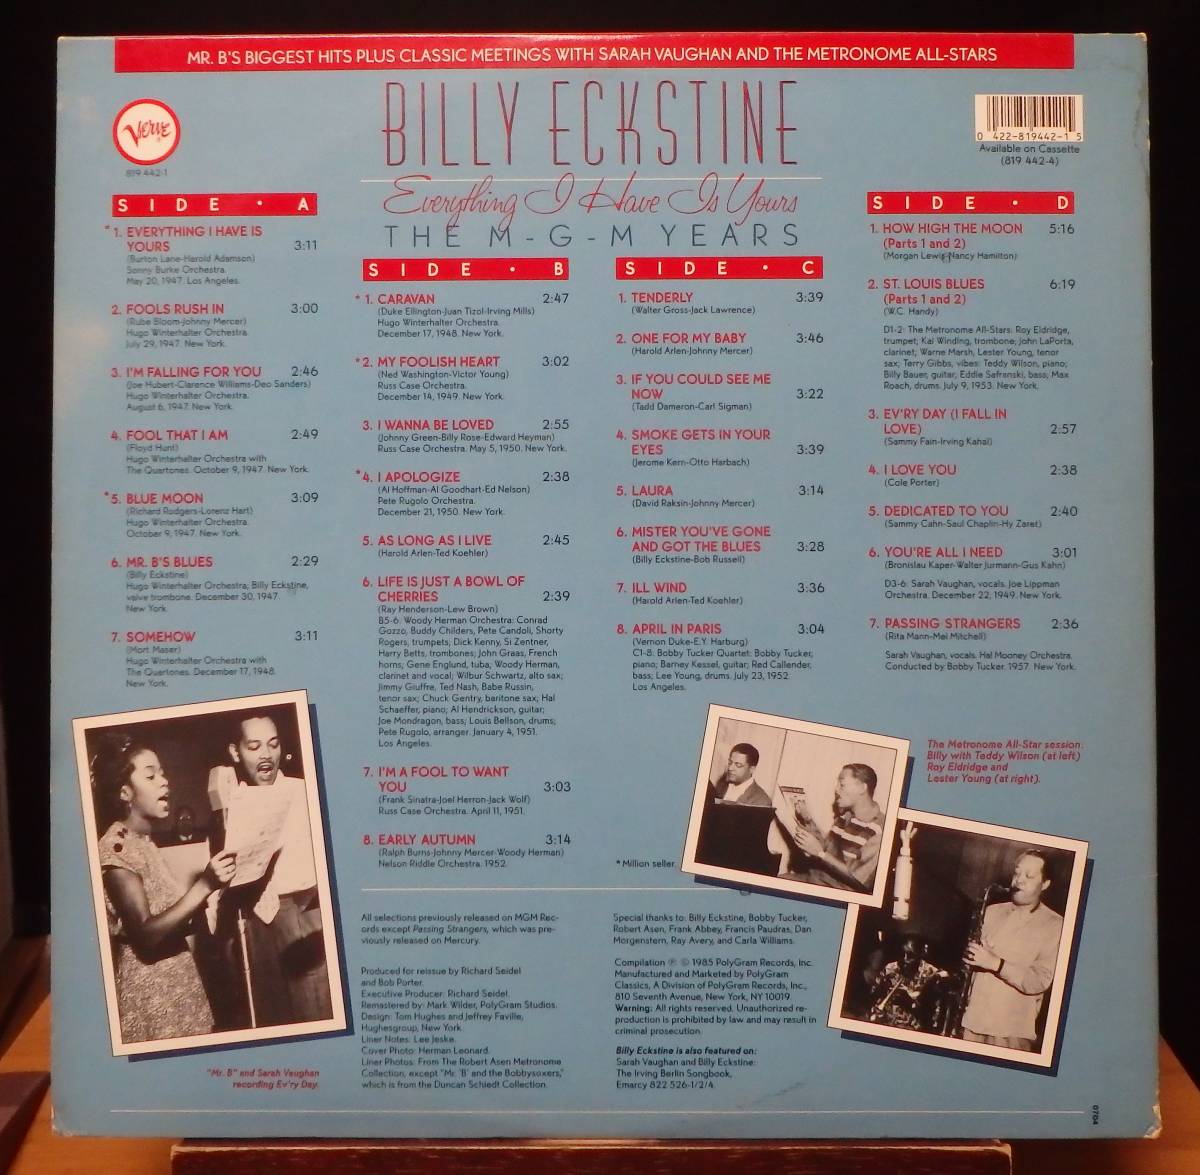 MR. B'S BIGGEST HITS PLUS CLASSIC MEETINGS WITH SARAH VAUGHAN AND THE METRONOME ALL-STARS
Verve
819 442-1
BILLY ECKSTINE
Everything I Have Is Yours
THE M-G-M YEARS
0 422-819442-1 5
Available on Cassette
(819 442-4)
SIDE • A
*1. EVERYTHING I HAVE IS
YOURS 3:11
(Burton Lane-Harold Adamson)
Sonny Burke Orchestra.
May 20, 1947. Los Angeles.
2. FOOLS RUSH IN 3:00
(Rube Bloom-Johnny Mercer)
Hugo Winterhalter Orchestra.
July 29, 1947. New York.
3. I'M FALLING FOR YOU 2:46
(Joe Hubert-Clarence Williams-Deo Sanders)
Hugo Winterhalter Orchestra.
August 6, 1947. New York.
4. FOOL THAT I AM 2:49
(Floyd Hunt)
Hugo Winterhalter Orchestra with
The Quartones. October 9, 1947. New York.
*5. BLUE MOON 3:09
(Richard Rodgers-Lorenz Hart)
Hugo Winterhalter Orchestra.
October 9, 1947. New York.
6. MR. B'S BLUES 2:29
(Billy Eckstine)
Hugo Winterhalter Orchestra; Billy Eckstine,
valve trombone. December 30, 1947.
New York.
7. SOMEHOW 3:11
(Mort Maser)
Hugo Winterhalter Orchestra with
The Quartones. December 17, 1948.
New York.
SIDE • B
*1. CARAVAN 2:47
(Duke Ellington-Juan Tizol-Irving Mills)
Hugo Winterhalter Orchestra.
December 17, 1948. New York.
*2. MY FOOLISH HEART 3:02
(Ned Washington-Victor Young)
Russ Case Orchestra.
December 14, 1949. New York.
3. I WANNA BE LOVED 2:55
(Johnny Green-Billy Rose-Edward Heyman)
Russ Case Orchestra. May 5, 1950. New York.
*4. I APOLOGIZE 2:38
(Al Hoffman-Al Goodhart-Ed Nelson)
Pete Rugolo Orchestra.
December 21, 1950. New York.
5. AS LONG AS I LIVE 2:45
(Harold Arlen-Ted Koehler)
6. LIFE IS JUST A BOWL OF
CHERRIES 2:39
(Ray Henderson-Lew Brown)
B5-6: Woody Herman Orchestra: Conrad
Gozzo, Buddy Childers, Pete Candoli, Shorty
Rogers, trumpets; Dick Kenny, Si Zentner,
Harry Betts, trombones; John Graas, French
horns; Gene Englund, tuba; Woody Herman,
clarinet and vocal; Wilbur Schwartz, alto sax;
Jimmy Giuffre, Ted Nash, Babe Russin,
tenor sax; Chuck Gentry, baritone sax; Hal
Schaeffer, piano; Al Hendrickson, guitar;
Joe Mondragon, bass; Louis Bellson, drums;
Pete Rugolo, arranger. January 4, 1951.
Los Angeles.
7. I'M A FOOL TO WANT
YOU 3:03
(Frank Sinatra-Joel Herron-Jack Wolf)
Russ Case Orchestra. April 11, 1951.
8. EARLY AUTUMN 3:14
(Ralph Burns-Johnny Mercer-Woody Herman)
Nelson Riddle Orchestra. 1952.
SIDE • C
1. TENDERLY 3:39
(Walter Gross-Jack Lawrence)
2. ONE FOR MY BABY 3:46
(Harold Arlen-Johnny Mercer)
3. IF YOU COULD SEE ME
NOW 3:22
(Tadd Dameron-Carl Sigman)
4. SMOKE GETS IN YOUR
EYES 3:39
(Jerome Kern-Otto Harbach)
5. LAURA 3:14
(David Raksin-Johnny Mercer)
6. MISTER YOU'VE GONE
AND GOT THE BLUES 3:28
(Billy Eckstine-Bob Russell)
7. ILL WIND 3:36
(Harold Arlen-Ted Koehler)
8. APRIL IN PARIS 3:04
(Vernon Duke-E.Y. Harburg)
C1-8: Bobby Tucker Quartet: Bobby Tucker,
piano; Barney Kessel, guitar; Red Callender,
bass; Lee Young, drums. July 23, 1952.
Los Angeles.
SIDE • D
1. HOW HIGH THE MOON 5:16
(Parts 1 and 2)
(Morgan Lewis-Nancy Hamilton)
2. ST. LOUIS BLUES 6:19
(Parts 1 and 2)
(W.C. Handy)
D1-2: The Metronome All-Stars: Roy Eldridge,
trumpet; Kai Winding, trombone; John LaPorta,
clarinet; Warne Marsh, Lester Young, tenor
sax; Terry Gibbs, vibes; Teddy Wilson, piano;
Billy Bauer, guitar; Eddie Safranski, bass; Max
Roach, drums. July 9, 1953. New York.
3. EV'RY DAY (I FALL IN
LOVE) 2:57
(Sammy Fain-Irving Kahal)
4. I LOVE YOU 2:38
(Cole Porter)
5. DEDICATED TO YOU 2:40
(Sammy Cahn-Saul Chaplin-Hy Zaret)
6. YOU'RE ALL I NEED 3:01
(Bronislau Kaper-Walter Jurmann-Gus Kahn)
D3-6: Sarah Vaughan, vocals. Joe Lippman
Orchestra. December 22, 1949. New York.
7. PASSING STRANGERS 2:36
(Rita Mann-Mel Mitchell)
Sarah Vaughan, vocals. Hal Mooney Orchestra.
Conducted by Bobby Tucker. 1957. New York.
The Metronome All-Star session:
Billy with Teddy Wilson (at left)
Roy Eldridge and
Lester Young (at right).
* Million seller.
All selections previously released on MGM Rec-
ords except Passing Strangers, which was pre-
viously released on Mercury.
Produced for reissue by Richard Seidel
and Bob Porter.
Executive Producer: Richard Seidel.
Remastered by: Mark Wilder, PolyGram Studios.
Design: Tom Hughes and Jeffrey Faville,
Hughesgroup, New York.
Liner Notes: Lee Jeske.
Cover Photo: Herman Leonard.
Liner Photos: From The Robert Asen Metronome
Collection, except "Mr. 'B' and the Bobbysoxers,"
which is from the Duncan Schiedt Collection.
Special thanks to: Billy Eckstine, Bobby Tucker,
Robert Asen, Frank Abbey, Francis Paudras, Dan
Morgenstern, Ray Avery, and Carla Williams.
Compilation ℗ © 1985 PolyGram Records, Inc.
Manufactured and Marketed by PolyGram
Classics, A Division of PolyGram Records, Inc.,
810 Seventh Avenue, New York, NY 10019.
Warning: All rights reserved. Unauthorized re-
production is prohibited by law and may result in
criminal prosecution.
Billy Eckstine is also featured on:
Sarah Vaughan and Billy Eckstine:
The Irving Berlin Songbook,
Emarcy 822 526-1/2/4.
"Mr. B" and Sarah Vaughan
recording Ev'ry Day.
0704